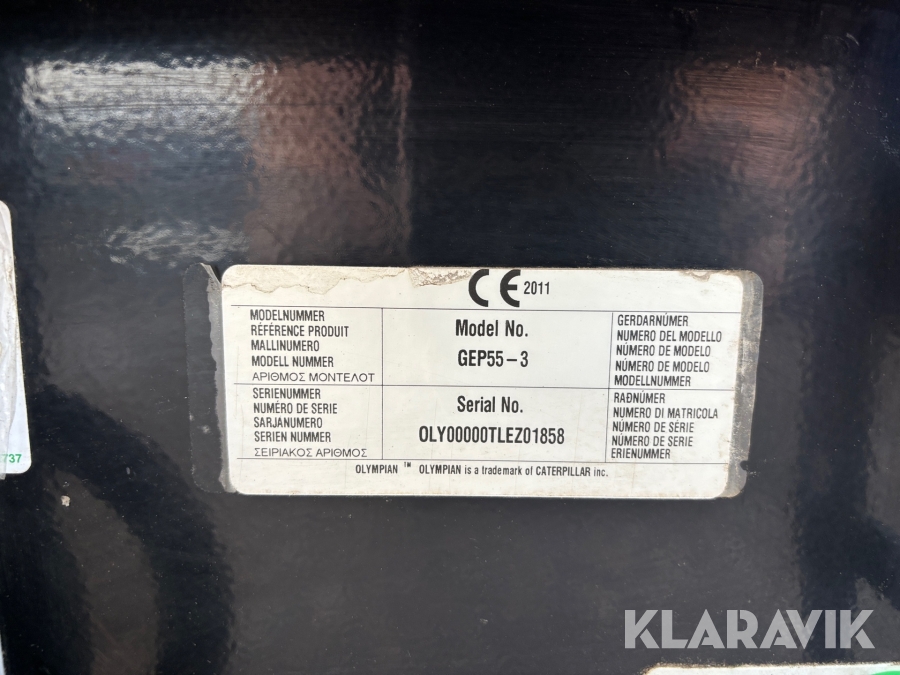 CE 2011
MODELNUMMER
RÉFÉRENCE PRODUIT
MALLINUMERO
MODELL NUMMER
ΑΡΙΘΜΟΣ ΜΟΝΤΕΛΟΤ
Model No.
GEP55-3
GERDARNÚMER
NUMERO DEL MODELLO
NÚMERO DE MODELO
NÚMERO DE MODELO
MODELLNUMMER
SERIENUMMER
NUMÉRO DE SERIE
SARJANUMERO
SERIEN NUMMER
ΣΕΙΡΙΑΚΟΣ ΑΡΙΘΜΟΣ
Serial No.
OLY00000TLEZ01858
RAÐNÚMER
NUMERO DI MATRICOLA
NÚMERO DE SÉRIE
NÚMERO DE SERIE
ERIENUMMER
OLYMPIAN ™ OLYMPIAN is a trademark of CATERPILLAR inc.
737
KLARAVIK